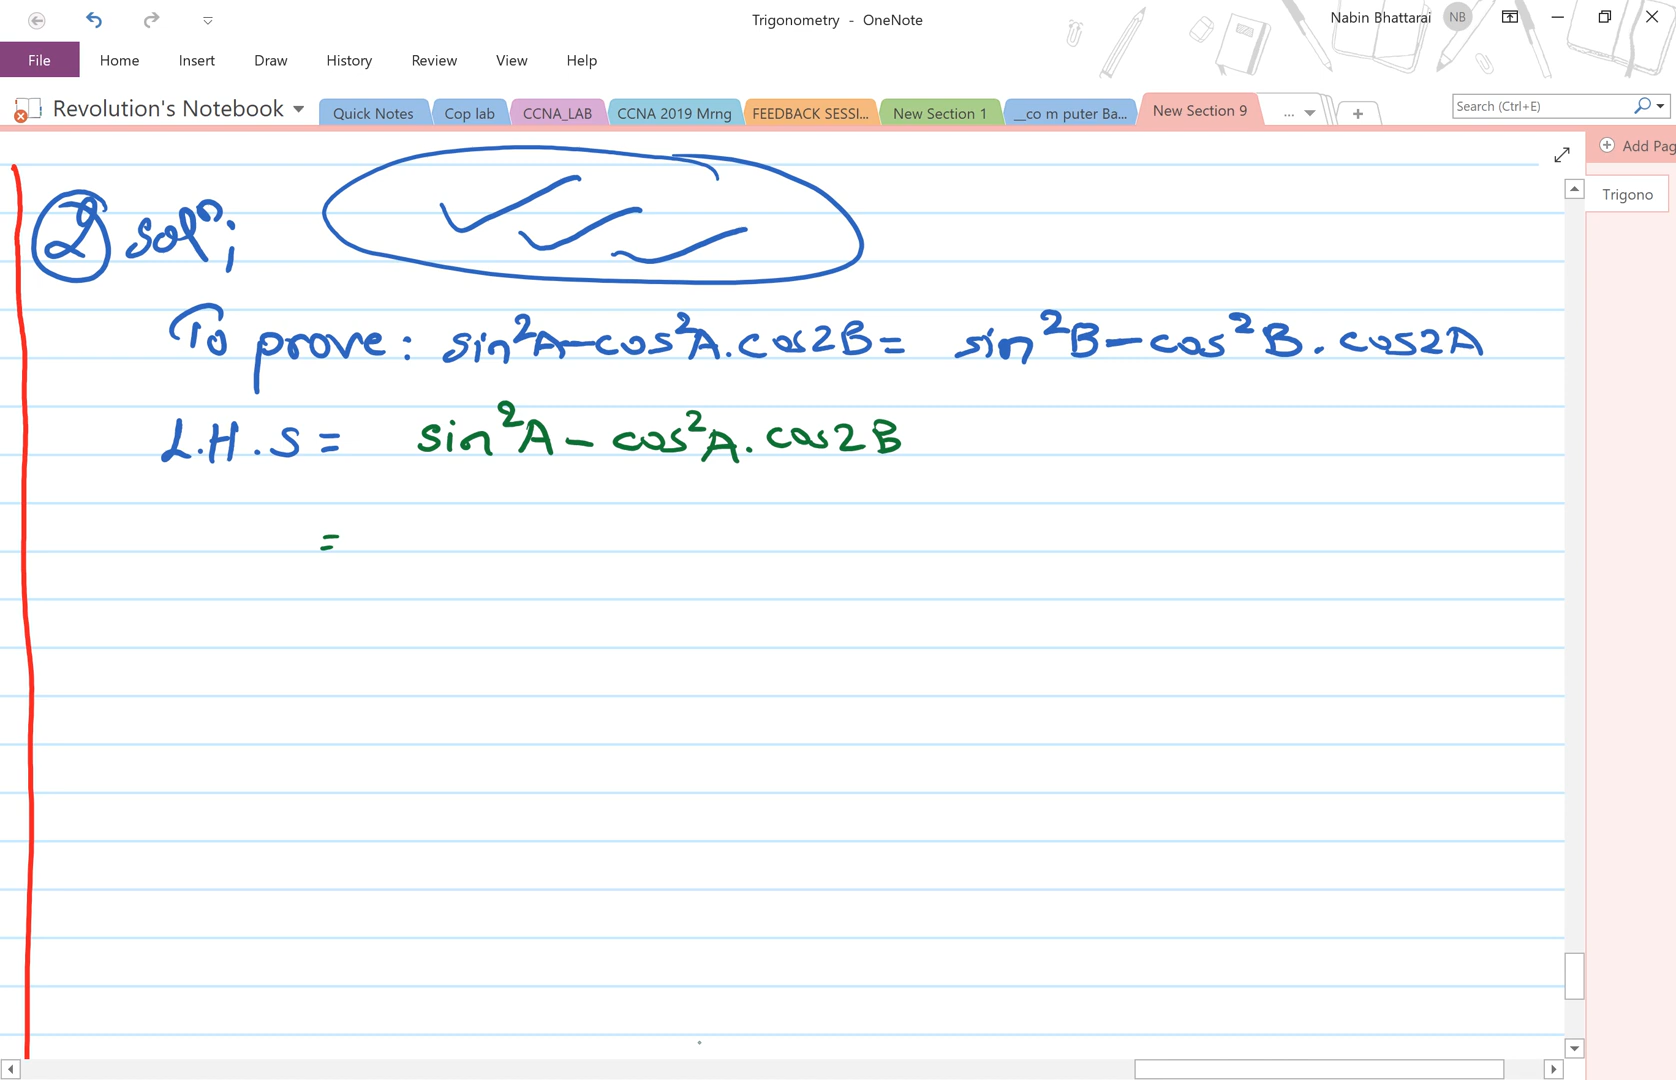 Trigonometry - OneNote
Nabin Bhattarai NB
File Home Insert Draw History Review View Help
Revolution's Notebook Quick Notes Cop lab CCNA_LAB CCNA 2019 Mrng FEEDBACK SESSI... New Section 1 __co m puter Ba... New Section 9 ... Search (Ctrl+E)
Add Pag
Trigono
② solⁿ;
To prove: sin²A-cos²A.cos2B= sin²B-cos²B.cos2A
L.H.S = sin²A-cos²A.cos2B
=